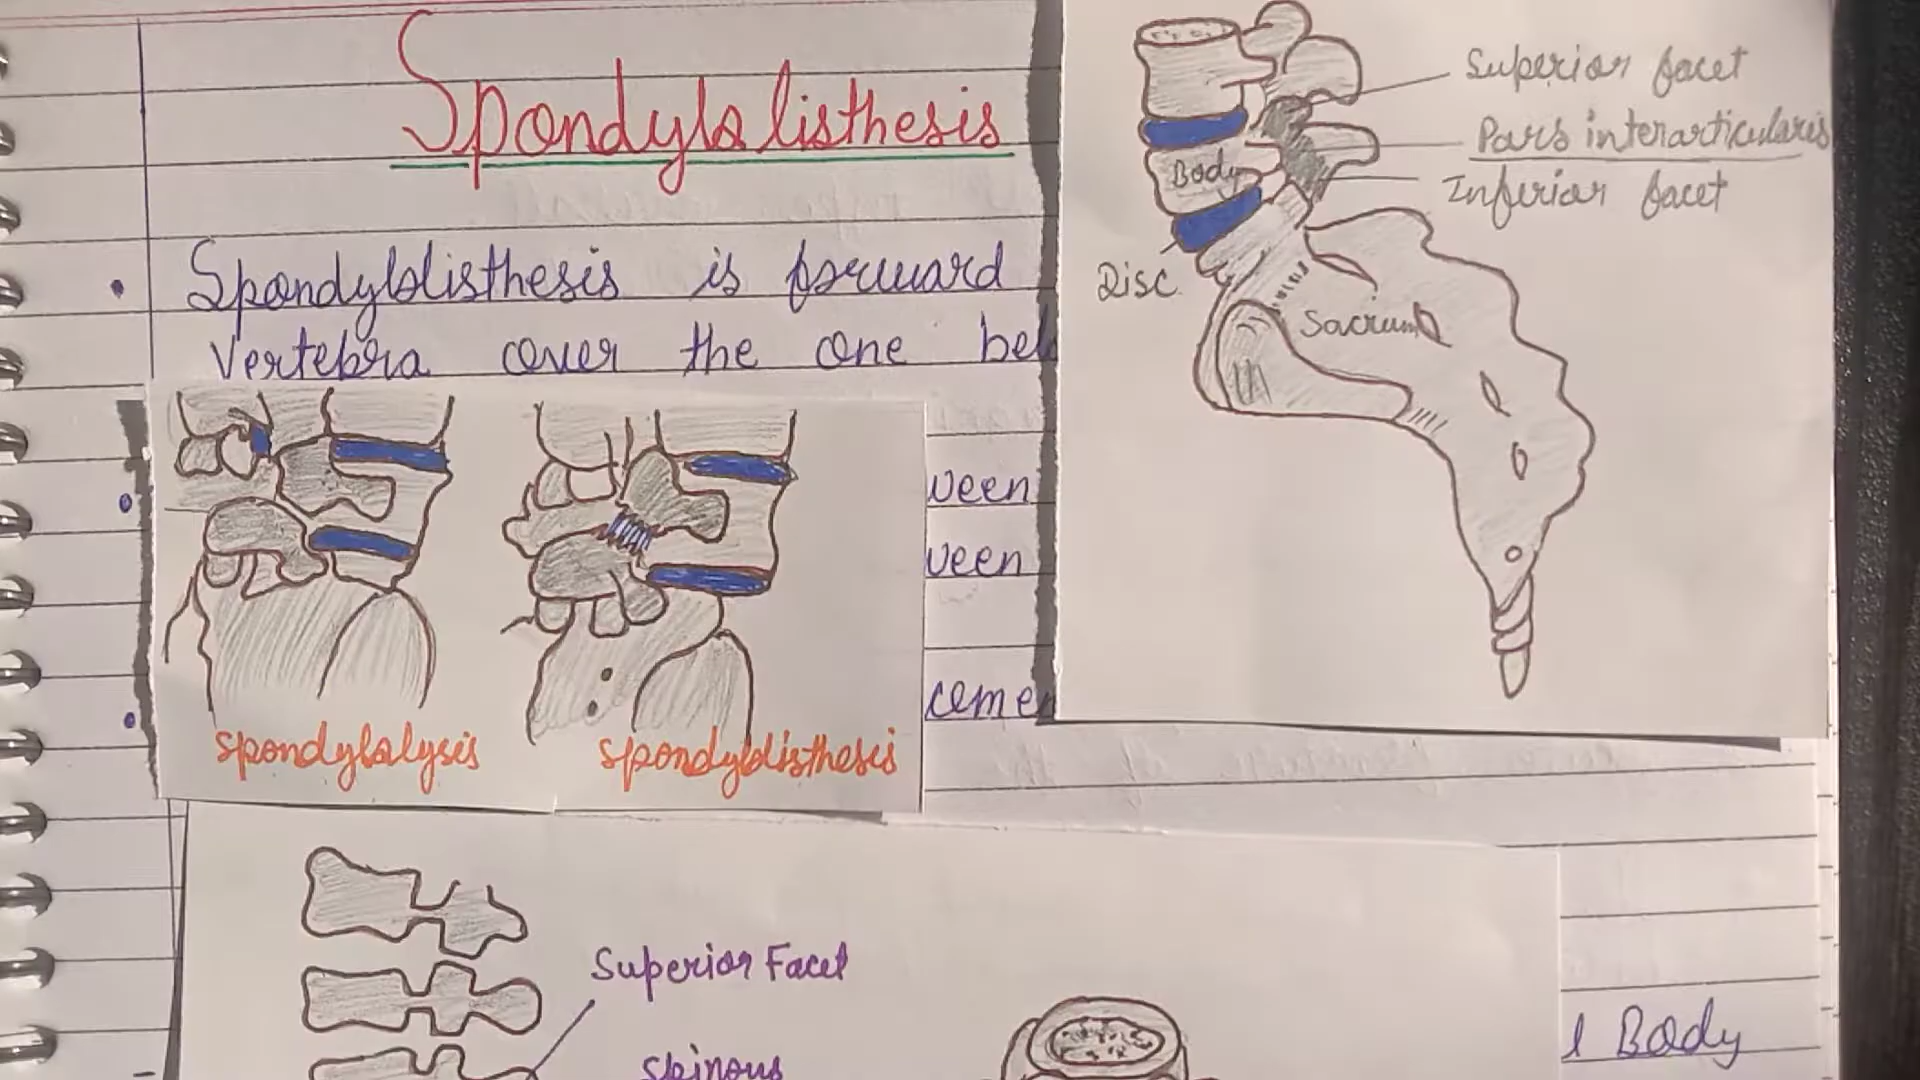 Spondylolisthesis
Spondylolisthesis is forward
vertebra over the one
ween
ween
Superior facet
Pars interarticularis
Inferior facet
Body
Disc
Sacrum
spondylolysis
spondylolisthesis
Superior Facet
Spinous
Body